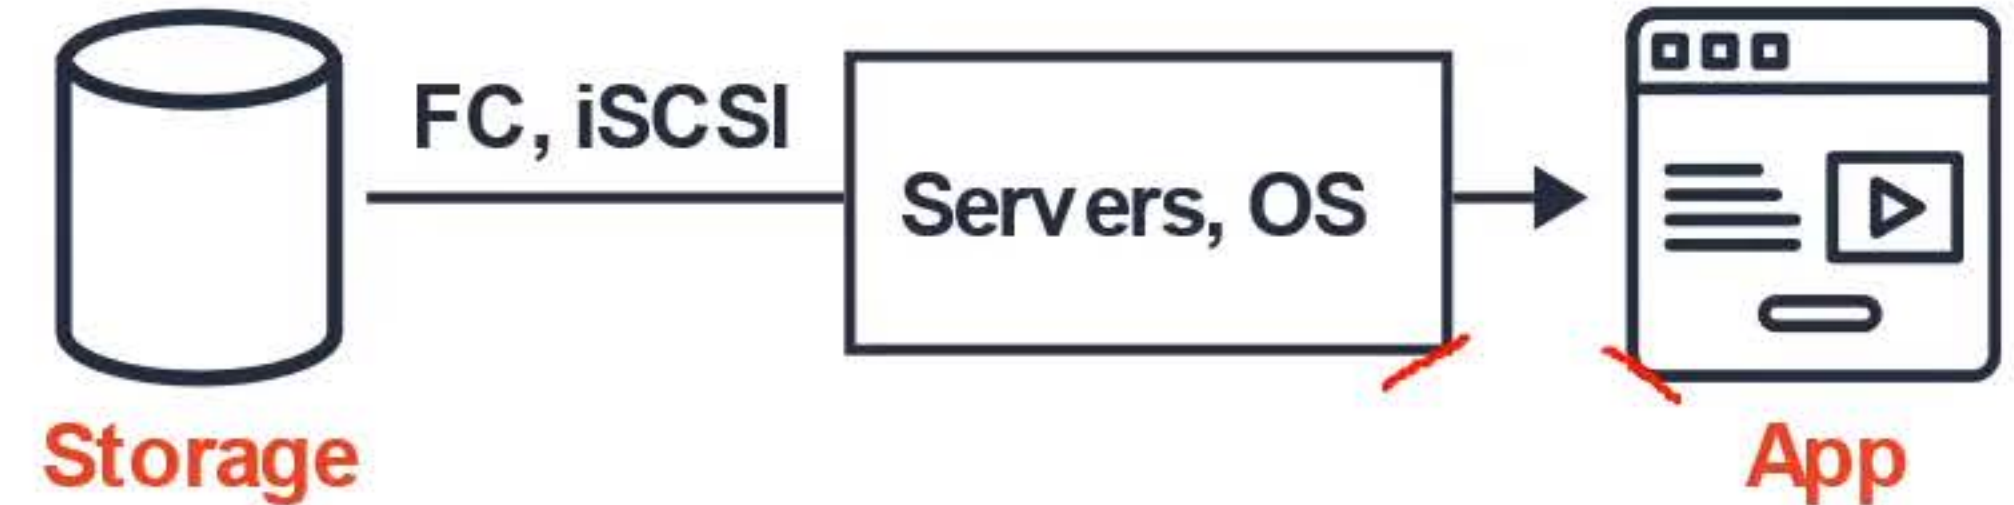 FC, iSCSI
Servers, OS
Storage
App